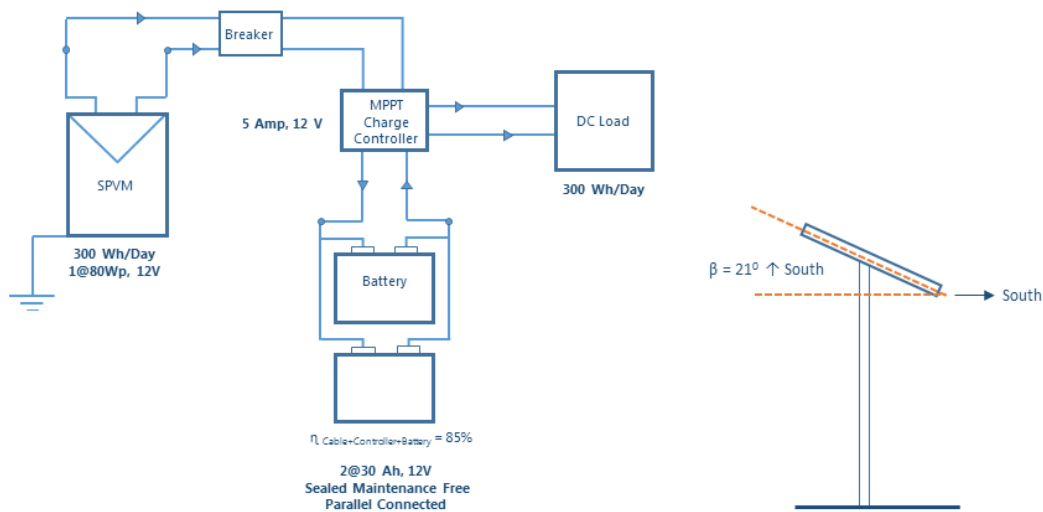 Breaker
MPPT
Charge
Controller
5 Amp, 12 V
DC Load
300 Wh/Day
SPVM
300 Wh/Day
1@80Wp, 12V
Battery
η Cable+Controller+Battery = 85%
2@30 Ah, 12V
Sealed Maintenance Free
Parallel Connected
β = 21⁰ ↑ South
South